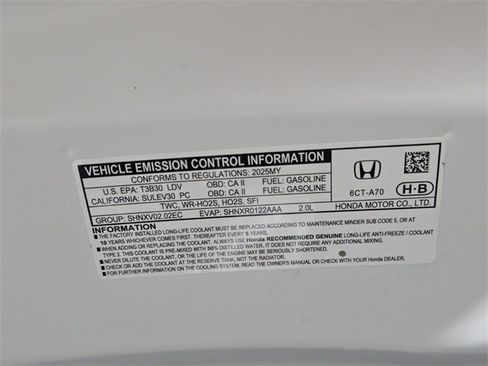 VEHICLE EMISSION CONTROL INFORMATION
CONFORMS TO REGULATIONS: 2025MY
U.S. EPA: T3B30 LDV OBD: CA II FUEL: GASOLINE
CALIFORNIA: SULEV30 PC OBD: CA II FUEL: GASOLINE
TWC, WR-HO2S, HO2S, SFI
GROUP: SHNXV02.02EC EVAP: SHNXR0122AAA 2.0L
6CT-A70
H·B
HONDA MOTOR CO., LTD.
■ THE FACTORY INSTALLED LONG-LIFE COOLANT MUST BE REPLACED ACCORDING TO MAINTENANCE MINDER SUB CODE 5, OR AT
10 YEARS WHICHEVER COMES FIRST. THEREAFTER EVERY 5 YEARS.
■ WHEN ADDING OR REPLACING THE COOLANT, ALWAYS USE Honda RECOMMENDED GENUINE LONG-LIFE ANTI-FREEZE / COOLANT
TYPE 2. THIS COOLANT IS PRE-MIXED WITH 50% DISTILLED WATER. IT DOES NOT REQUIRE ANY ADDITIONAL MIXING.
■ NEVER DILUTE THE COOLANT, OR THE LIFE OF THE ENGINE MAY BE SERIOUSLY REDUCED.
■ CHECK OR ADD THE COOLANT AT THE RESERVE TANK, NOT THE RADIATOR.
■ FOR FURTHER INFORMATION ON THE COOLING SYSTEM, READ THE OWNER'S MANUAL OR CHECK WITH YOUR Honda DEALER.